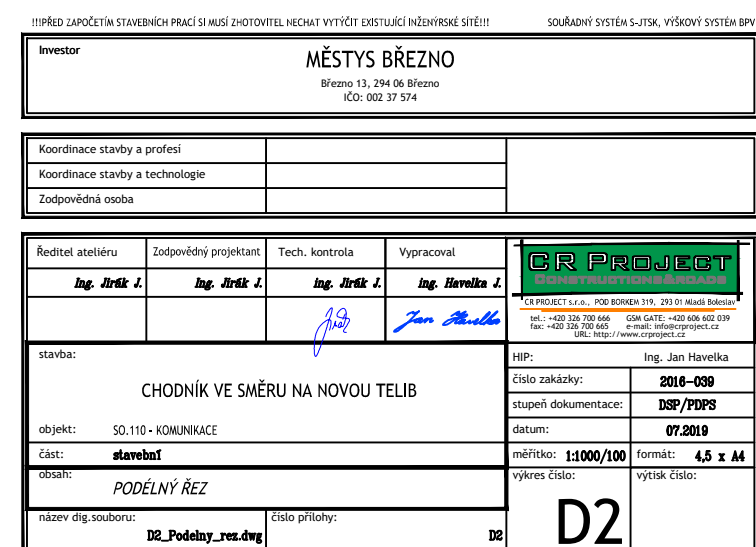 !!!PŘED ZAPOČETÍM STAVEBNÍCH PRACÍ SI MUSÍ ZHOTOVITEL NECHAT VYTÝČIT EXISTUJÍCÍ INŽENÝRSKÉ SÍTĚ!!! SOUŘADNÝ SYSTÉM S-JTSK, VÝŠKOVÝ SYSTÉM BPV
Investor
MĚSTYS BŘEZNO
Březno 13, 294 06 Březno
IČO: 002 37 574
Koordinace stavby a profesí
Koordinace stavby a technologie
Zodpovědná osoba
Ředitel ateliéru Zodpovědný projektant Tech. kontrola Vypracoval
Ing. Jirák J. Ing. Jirák J. ing. Jirák J. ing. Havelka J.
Jan Havelka
CR PROJECT
CONSTRUCTIONS&ROADS
CR PROJECT s.r.o., POD BORKEM 319, 293 01 Mladá Boleslav
tel.: +420 326 700 666 GSM GATE: +420 606 602 039
fax: +420 326 700 665 e-mail: info@crproject.cz
URL: http://www.crproject.cz
stavba:
CHODNÍK VE SMĚRU NA NOVOU TELIB
objekt: SO.110 - KOMUNIKACE
část: stavební
obsah:
PODÉLNÝ ŘEZ
název dig.souboru:
D2_Podelny_rez.dwg
číslo přílohy:
D2
HIP: Ing. Jan Havelka
číslo zakázky: 2016-039
stupeň dokumentace: DSP/PDPS
datum: 07.2019
měřítko: 1:1000/100 formát: 4,5 x A4
výkres číslo: výtisk číslo:
D2